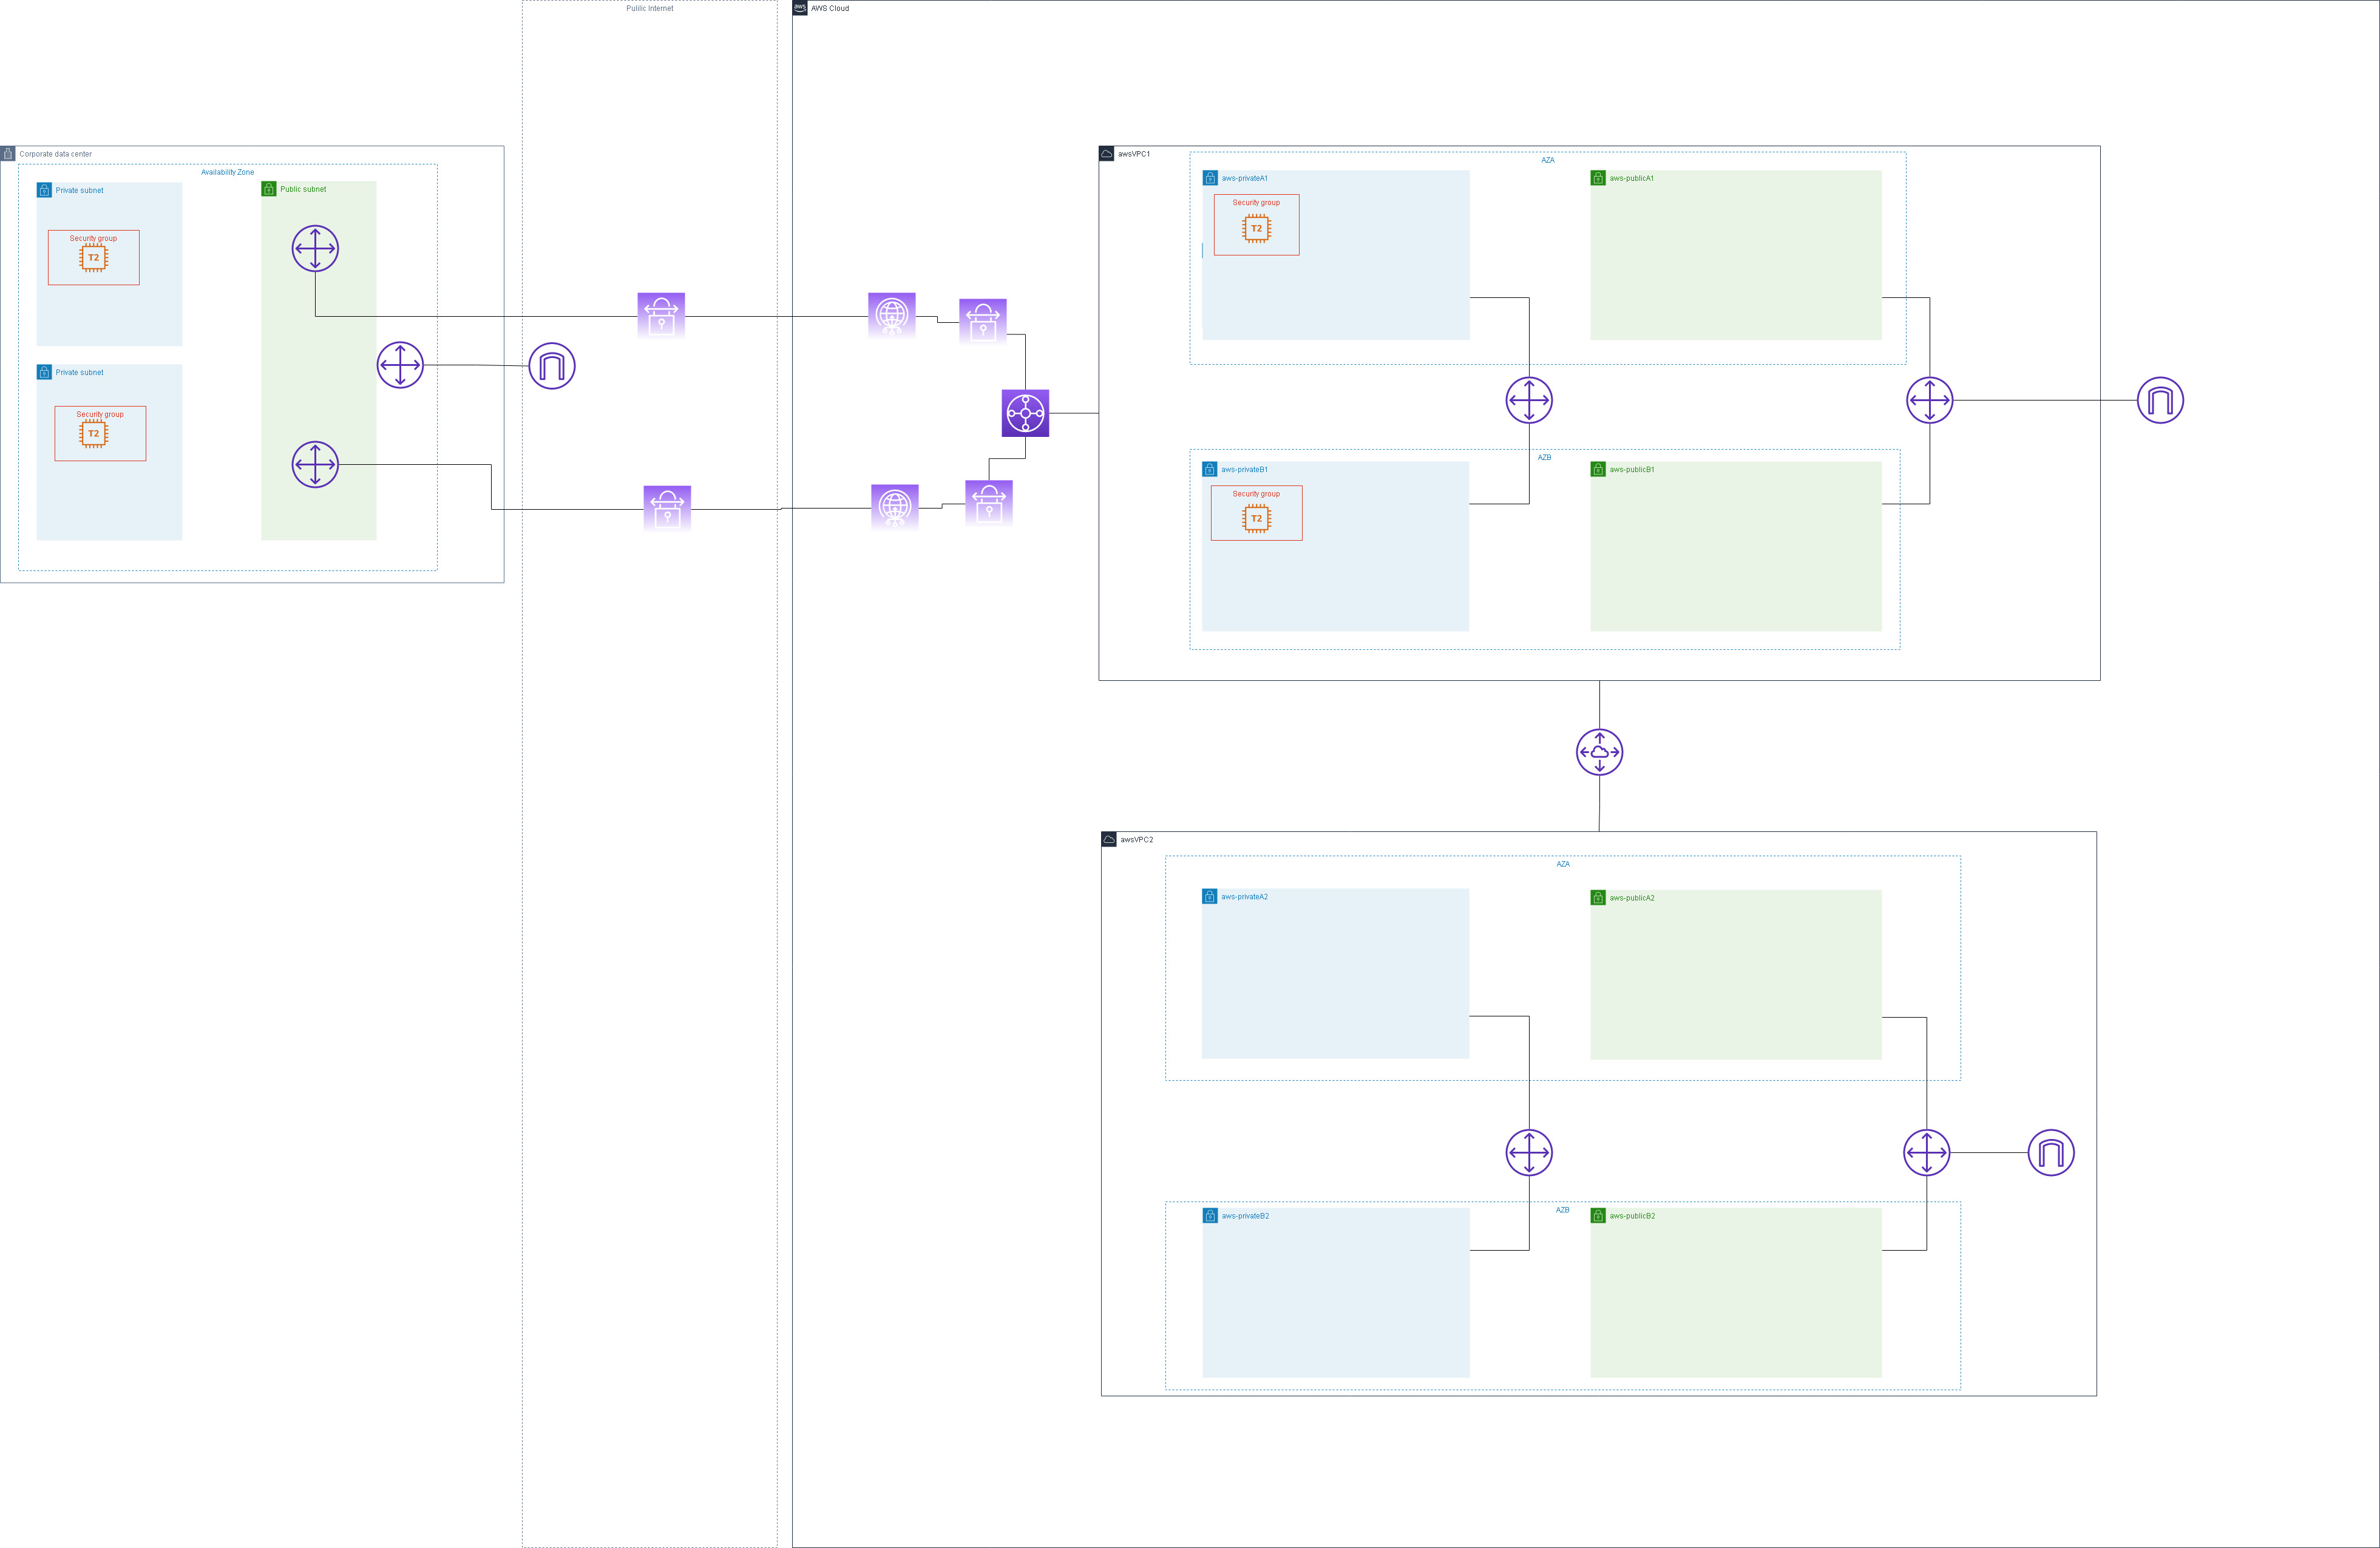 Pulilc Internet
aws
AWS Cloud
Corporate data center
Availability Zone
Private subnet
Public subnet
Security group
T2
Private subnet
Security group
T2
awsVPC1
AZA
aws-privateA1
aws-publicA1
Security group
T2
AZB
aws-privateB1
aws-publicB1
Security group
T2
awsVPC2
AZA
aws-privateA2
aws-publicA2
AZB
aws-privateB2
aws-publicB2